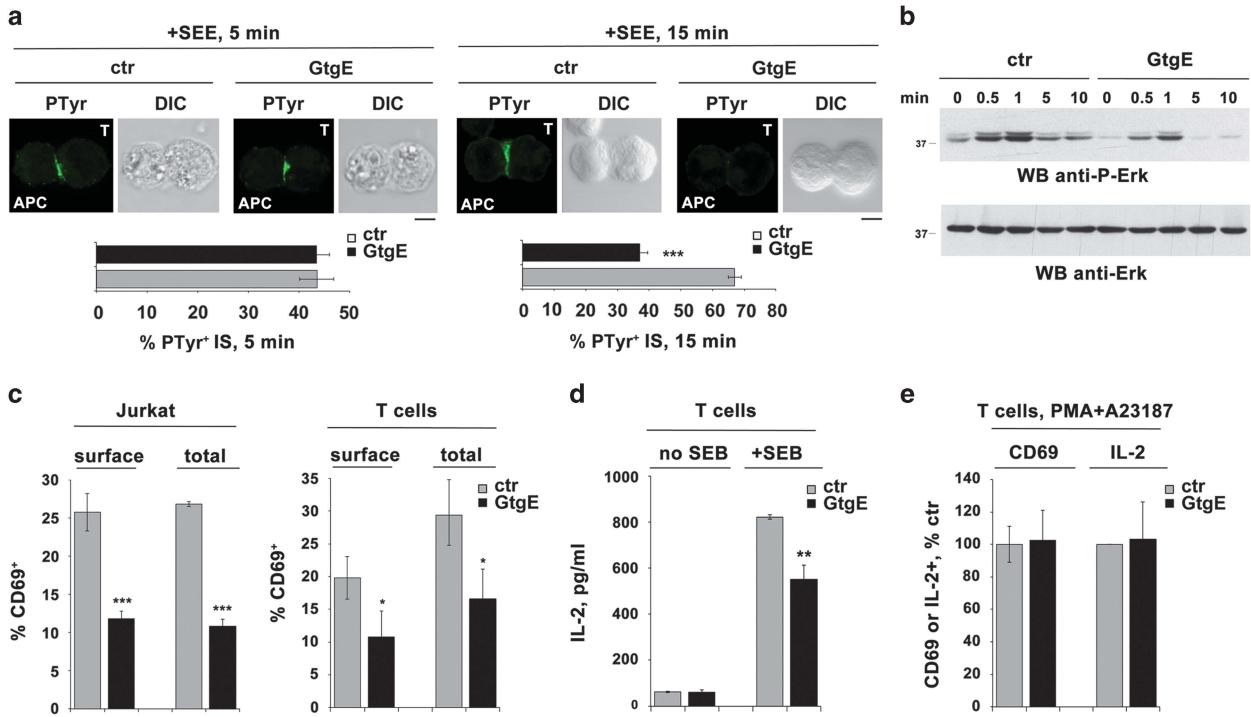 a
+SEE, 5 min
+SEE, 15 min
ctr
GtgE
ctr
GtgE
PTyr
DIC
PTyr
DIC
PTyr
DIC
PTyr
DIC
T
APC
T
APC
T
APC
T
APC
ctr
GtgE
0 10 20 30 40 50
% PTyr⁺ IS, 5 min
ctr
GtgE
***
0 10 20 30 40 50 60 70 80
% PTyr⁺ IS, 15 min
b
ctr
GtgE
min 0 0.5 1 5 10 0 0.5 1 5 10
37
WB anti-P-Erk
37
WB anti-Erk
c
Jurkat
surface
total
% CD69⁺
30
25
20
15
10
5
0
***
***
T cells
surface
total
ctr
GtgE
% CD69⁺
35
30
25
20
15
10
5
0
*
*
d
T cells
no SEB
+SEB
ctr
GtgE
IL-2, pg/ml
1000
800
600
400
200
0
**
e
T cells, PMA+A23187
CD69
IL-2
ctr
GtgE
CD69 or IL-2+, % ctr
140
120
100
80
60
40
20
0